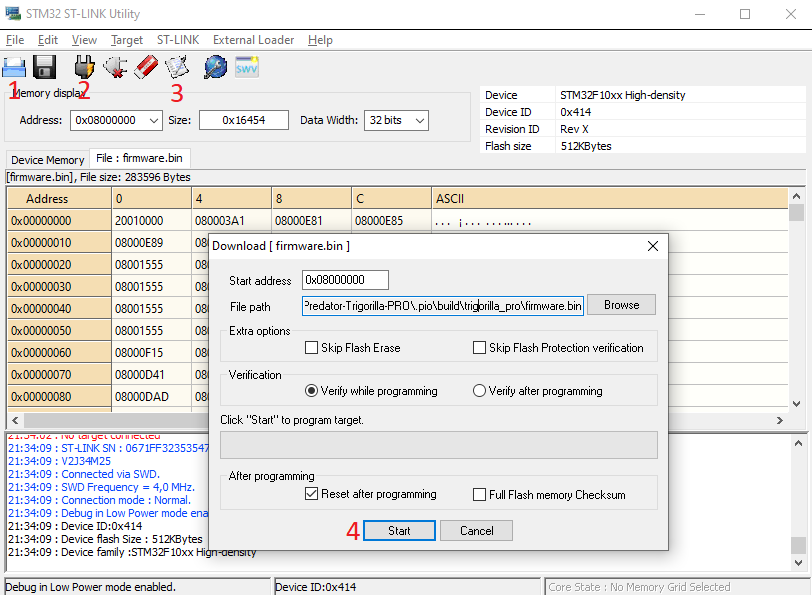 STM32 ST-LINK Utility
File Edit View Target ST-LINK External Loader Help
SWV
1 2 3
Memory display
Address: 0x08000000 Size: 0x16454 Data Width: 32 bits
Device STM32F10xx High-density
Device ID 0x414
Revision ID Rev X
Flash size 512KBytes
Device Memory File : firmware.bin
[firmware.bin], File size: 283596 Bytes
Address 0 4 8 C ASCII
0x00000000 20010000 080003A1 08000E81 08000E85 . . . ¡. . . . . . . . . .
0x00000010 08000E89
0x00000020 08001555
0x00000030 08001555
0x00000040 08001555
0x00000050 08001555
0x00000060 08000F15
0x00000070 08000D41
0x00000080 08000DAD
Download [ firmware.bin ]
Start address 0x08000000
File path Predator-Trigorilla-PRO\.pio\build\trigorilla_pro\firmware.bin Browse
Extra options
Skip Flash Erase Skip Flash Protection verification
Verification
Verify while programming Verify after programming
Click "Start" to program target.
After programming
Reset after programming Full Flash memory Checksum
4 Start Cancel
21:34:02 : No target connected
21:34:09 : ST-LINK SN : 0671FF32353547
21:34:09 : V2J34M25
21:34:09 : Connected via SWD.
21:34:09 : SWD Frequency = 4,0 MHz.
21:34:09 : Connection mode : Normal.
21:34:09 : Debug in Low Power mode ena
21:34:09 : Device ID:0x414
21:34:09 : Device flash Size : 512KBytes
21:34:09 : Device family :STM32F10xx High-density
Debug in Low Power mode enabled. Device ID:0x414 Core State : No Memory Grid Selected